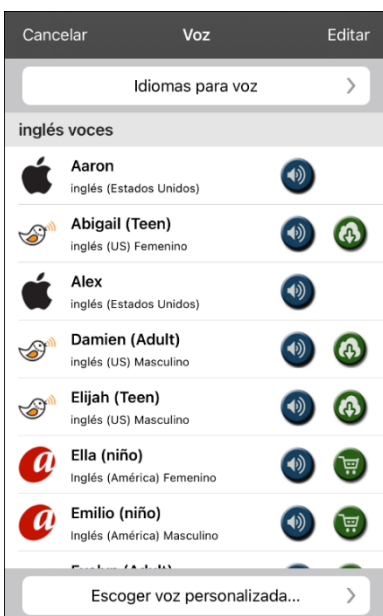 Cancelar Voz Editar
Idiomas para voz
inglés voces
Aaron
inglés (Estados Unidos)
Abigail (Teen)
inglés (US) Femenino
Alex
inglés (Estados Unidos)
Damien (Adult)
inglés (US) Masculino
Elijah (Teen)
inglés (US) Masculino
Ella (niño)
Inglés (América) Femenino
Emilio (niño)
Inglés (América) Masculino
Escoger voz personalizada...